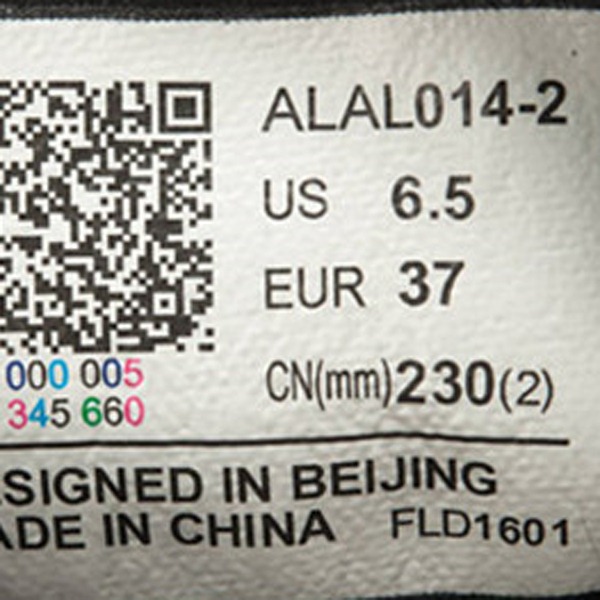 ALAL014-2
US 6.5
EUR 37
CN(mm)230(2)
000 005
345 660
SIGNED IN BEIJING
ADE IN CHINA FLD1601